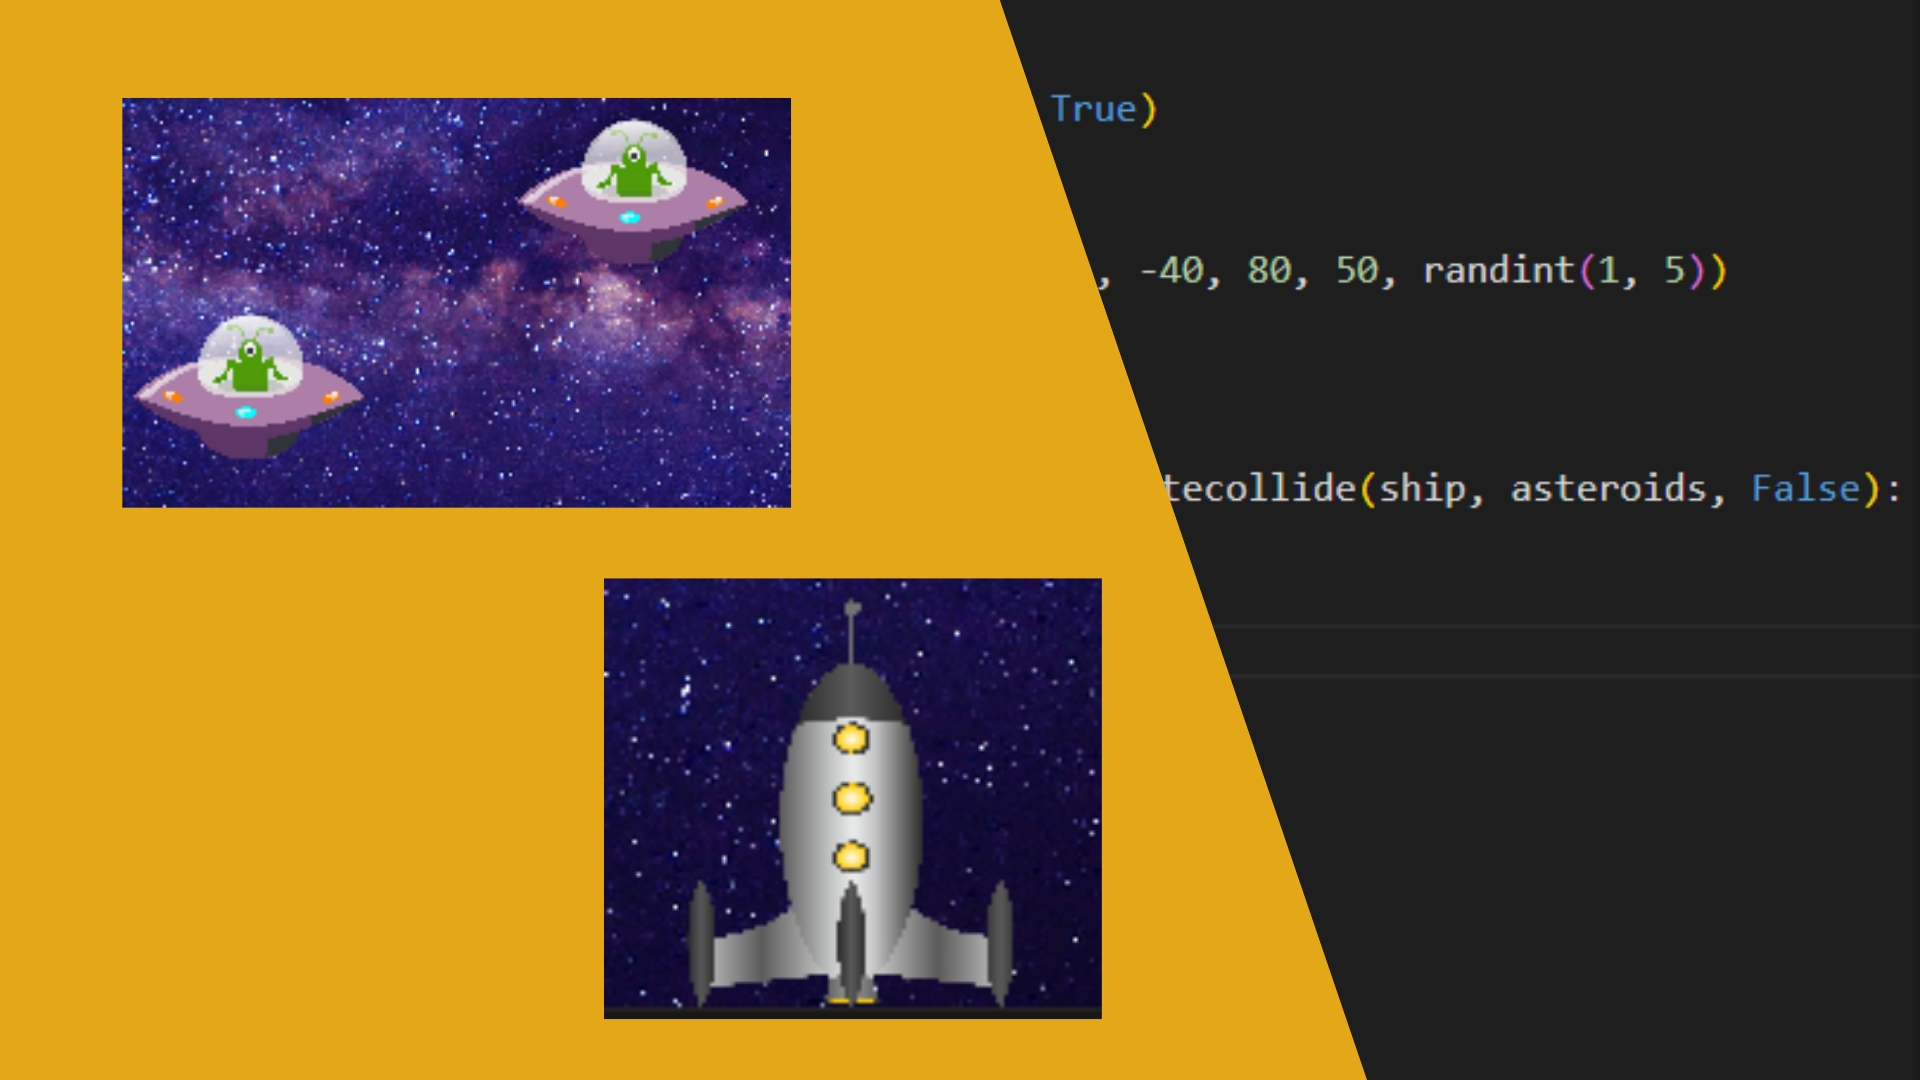 True)
, -40, 80, 50, randint(1, 5))
tecollide(ship, asteroids, False):